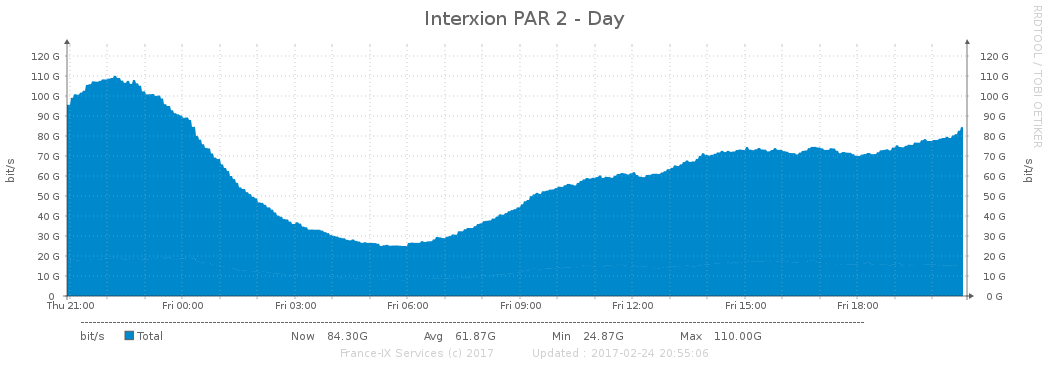 Interxion PAR 2 - Day
RRDTOOL / TOBI OETIKER
bit/s
bit/s
120 G 120 G
110 G 110 G
100 G 100 G
90 G 90 G
80 G 80 G
70 G 70 G
60 G 60 G
50 G 50 G
40 G 40 G
30 G 30 G
20 G 20 G
10 G 10 G
0 0 G
Thu 21:00 Fri 00:00 Fri 03:00 Fri 06:00 Fri 09:00 Fri 12:00 Fri 15:00 Fri 18:00
bit/s Total Now 84.30G Avg 61.87G Min 24.87G Max 110.00G
France-IX Services (c) 2017 Updated : 2017-02-24 20:55:06